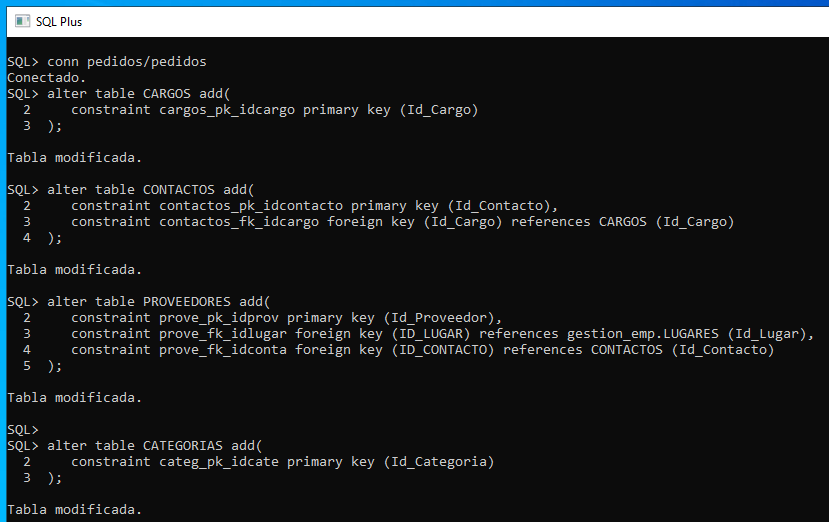 SQL Plus
SQL> conn pedidos/pedidos
Conectado.
SQL> alter table CARGOS add(
  2     constraint cargos_pk_idcargo primary key (Id_Cargo)
  3  );
Tabla modificada.
SQL> alter table CONTACTOS add(
  2     constraint contactos_pk_idcontacto primary key (Id_Contacto),
  3     constraint contactos_fk_idcargo foreign key (Id_Cargo) references CARGOS (Id_Cargo)
  4  );
Tabla modificada.
SQL> alter table PROVEEDORES add(
  2     constraint prove_pk_idprov primary key (Id_Proveedor),
  3     constraint prove_fk_idlugar foreign key (ID_LUGAR) references gestion_emp.LUGARES (Id_Lugar),
  4     constraint prove_fk_idconta foreign key (ID_CONTACTO) references CONTACTOS (Id_Contacto)
  5  );
Tabla modificada.
SQL>
SQL> alter table CATEGORIAS add(
  2     constraint categ_pk_idcate primary key (Id_Categoria)
  3  );
Tabla modificada.